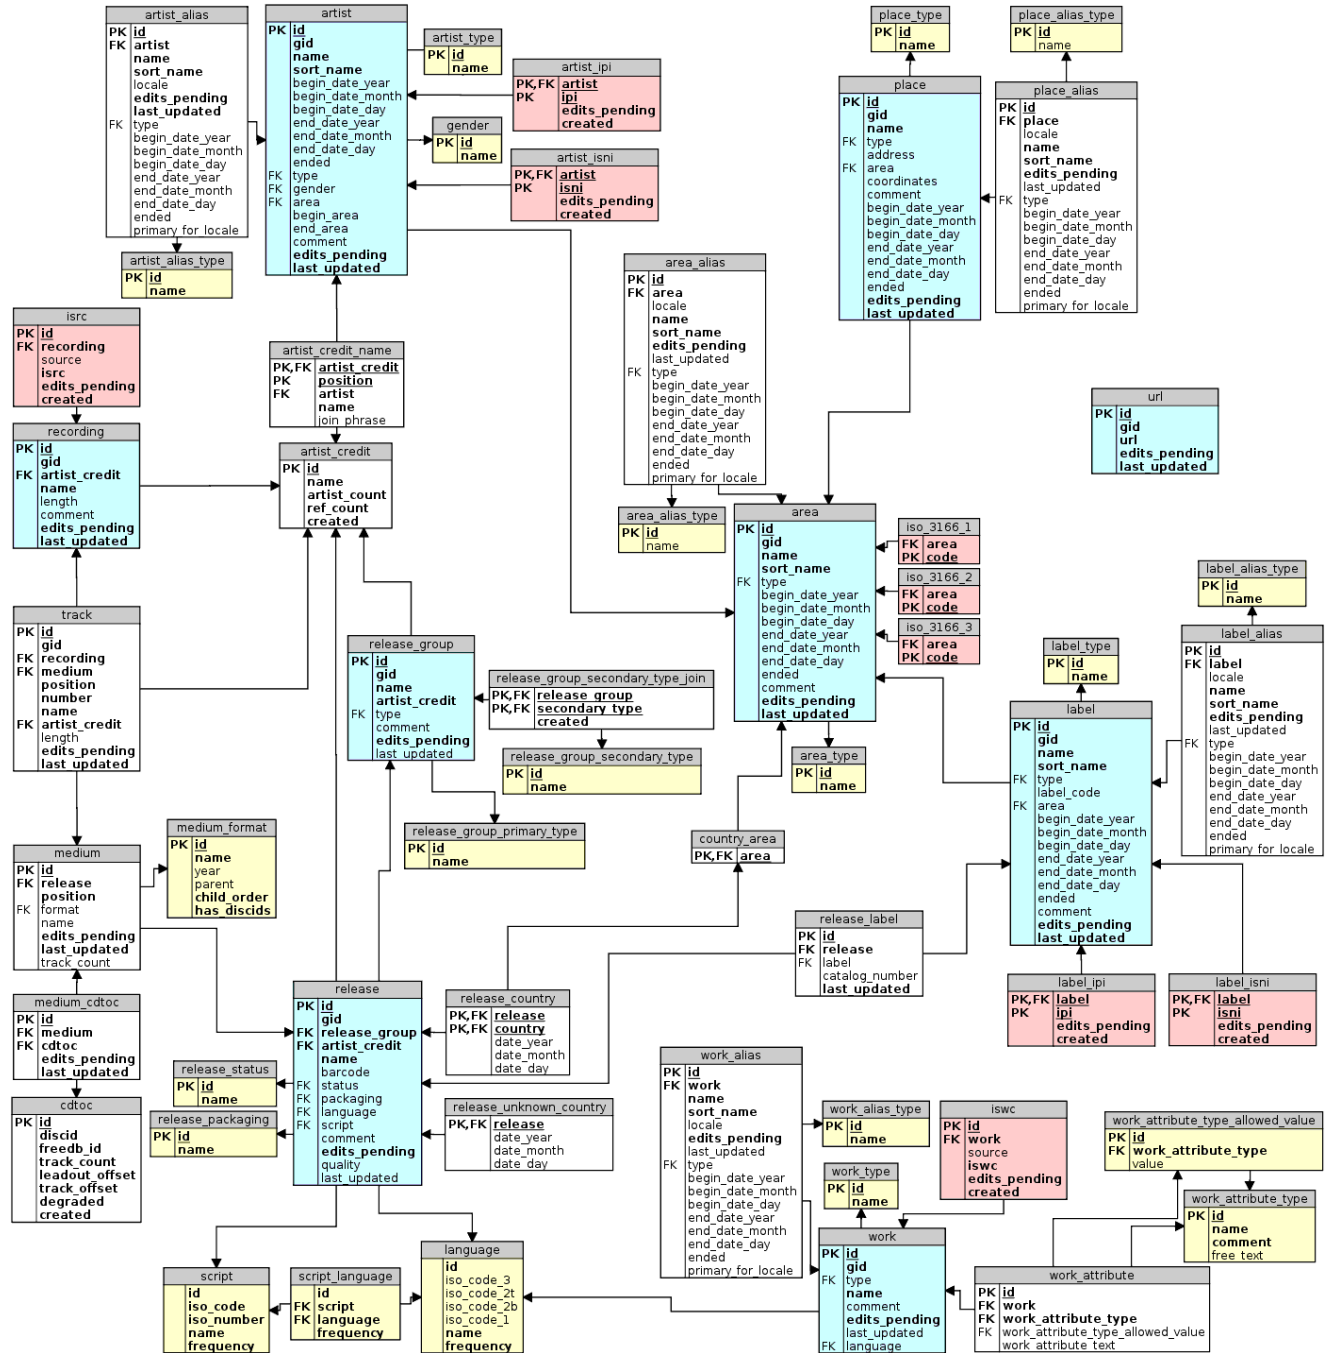 artist_alias
PK id
FK artist
name
sort_name
locale
edits_pending
last_updated
FK type
begin_date_year
begin_date_month
begin_date_day
end_date_year
end_date_month
end_date_day
ended
primary_for_locale
artist
PK id
gid
name
sort_name
begin_date_year
begin_date_month
begin_date_day
end_date_year
end_date_month
end_date_day
ended
FK type
FK gender
FK area
begin_area
end_area
comment
edits_pending
last_updated
artist_type
PK id
name
artist_ipi
PK,FK artist
PK ipi
edits_pending
created
gender
PK id
name
artist_isni
PK,FK artist
PK isni
edits_pending
created
artist_alias_type
PK id
name
place_type
PK id
name
place_alias_type
PK id
name
place
PK id
gid
name
FK type
address
FK area
coordinates
comment
begin_date_year
begin_date_month
begin_date_day
end_date_year
end_date_month
end_date_day
ended
edits_pending
last_updated
place_alias
PK id
FK place
locale
name
sort_name
edits_pending
last_updated
FK type
begin_date_year
begin_date_month
begin_date_day
end_date_year
end_date_month
end_date_day
ended
primary_for_locale
area_alias
PK id
FK area
locale
name
sort_name
edits_pending
last_updated
FK type
begin_date_year
begin_date_month
begin_date_day
end_date_year
end_date_month
end_date_day
ended
primary_for_locale
isrc
PK id
FK recording
source
isrc
edits_pending
created
artist_credit_name
PK,FK artist_credit
PK position
FK artist
name
join_phrase
url
PK id
gid
url
edits_pending
last_updated
recording
PK id
gid
FK artist_credit
name
length
comment
edits_pending
last_updated
artist_credit
PK id
name
artist_count
ref_count
created
area_alias_type
PK id
name
area
PK id
gid
name
sort_name
FK type
begin_date_year
begin_date_month
begin_date_day
end_date_year
end_date_month
end_date_day
ended
comment
edits_pending
last_updated
iso_3166_1
FK area
PK code
iso_3166_2
FK area
PK code
iso_3166_3
FK area
PK code
label_alias_type
PK id
name
track
PK id
gid
FK recording
FK medium
position
number
name
FK artist_credit
length
edits_pending
last_updated
release_group
PK id
gid
name
artist_credit
FK type
comment
edits_pending
last_updated
release_group_secondary_type_join
PK,FK release_group
PK,FK secondary_type
created
release_group_secondary_type
PK id
name
label_type
PK id
name
label_alias
PK id
FK label
locale
name
sort_name
edits_pending
last_updated
FK type
begin_date_year
begin_date_month
begin_date_day
end_date_year
end_date_month
end_date_day
ended
primary_for_locale
label
PK id
gid
name
sort_name
FK type
label_code
FK area
begin_date_year
begin_date_month
begin_date_day
end_date_year
end_date_month
end_date_day
ended
comment
edits_pending
last_updated
area_type
PK id
name
medium_format
PK id
name
year
parent
child_order
has_discids
release_group_primary_type
PK id
name
country_area
PK,FK area
medium
PK id
FK release
position
FK format
name
edits_pending
last_updated
track_count
release_label
PK id
FK release
FK label
catalog_number
last_updated
medium_cdtoc
PK id
FK medium
FK cdtoc
edits_pending
last_updated
release
PK id
gid
FK release_group
FK artist_credit
name
barcode
FK status
FK packaging
FK language
FK script
comment
edits_pending
quality
last_updated
release_country
PK,FK release
PK,FK country
date_year
date_month
date_day
label_ipi
PK,FK label
PK ipi
edits_pending
created
label_isni
PK,FK label
PK isni
edits_pending
created
release_status
PK id
name
release_packaging
PK id
name
release_unknown_country
PK,FK release
date_year
date_month
date_day
cdtoc
PK id
discid
freedb_id
track_count
leadout_offset
track_offset
degraded
created
work_alias
PK id
FK work
name
sort_name
locale
edits_pending
last_updated
FK type
begin_date_year
begin_date_month
begin_date_day
end_date_year
end_date_month
end_date_day
ended
primary_for_locale
work_alias_type
PK id
name
iswc
PK id
FK work
source
iswc
edits_pending
created
work_attribute_type_allowed_value
PK id
FK work_attribute_type
value
work_type
PK id
name
work_attribute_type
PK id
name
comment
free_text
script
id
iso_code
iso_number
name
frequency
script_language
id
FK script
FK language
frequency
language
id
iso_code_3
iso_code_2t
iso_code_2b
iso_code_1
name
frequency
work
PK id
gid
FK type
name
comment
edits_pending
last_updated
FK language
work_attribute
PK id
FK work
FK work_attribute_type
FK work_attribute_type_allowed_value
work_attribute_text